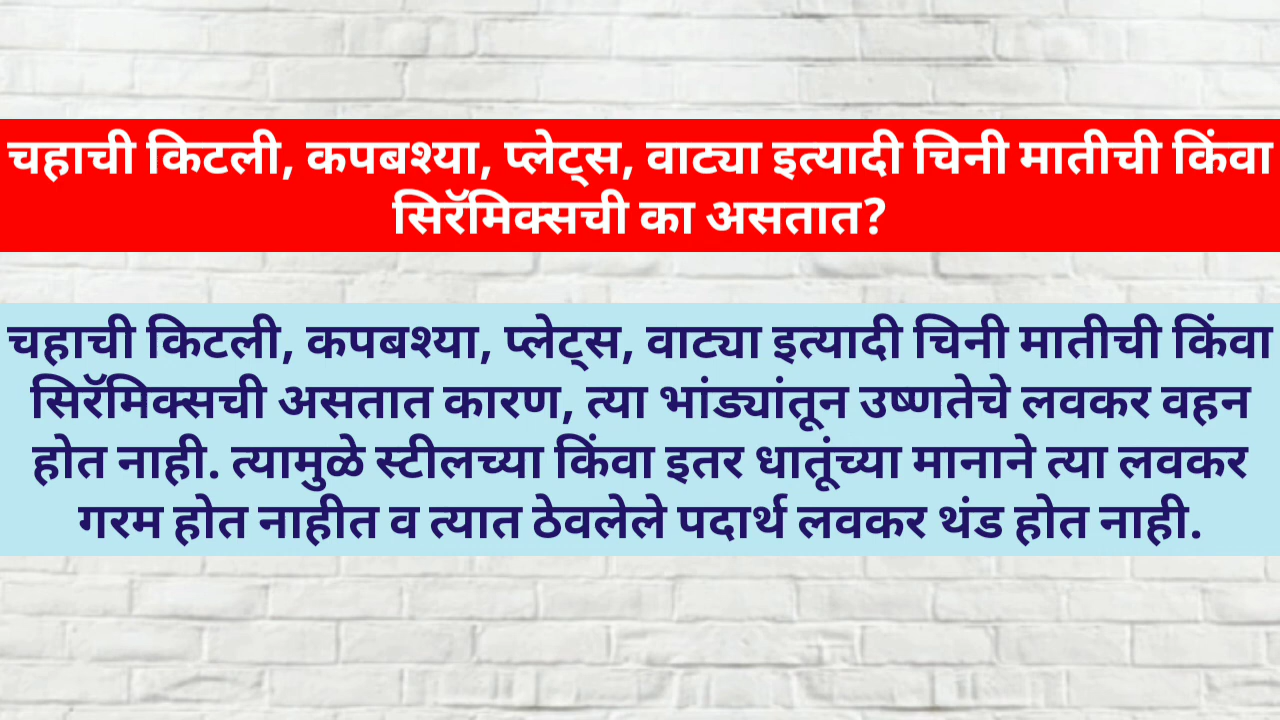 चहाची किटली, कपबश्या, प्लेट्स, वाट्या इत्यादी चिनी मातीची किंवा
सिरॅमिक्सची का असतात?
चहाची किटली, कपबश्या, प्लेट्स, वाट्या इत्यादी चिनी मातीची किंवा
सिरॅमिक्सची असतात कारण, त्या भांड्यांतून उष्णतेचे लवकर वहन
होत नाही. त्यामुळे स्टीलच्या किंवा इतर धातूंच्या मानाने त्या लवकर
गरम होत नाहीत व त्यात ठेवलेले पदार्थ लवकर थंड होत नाही.